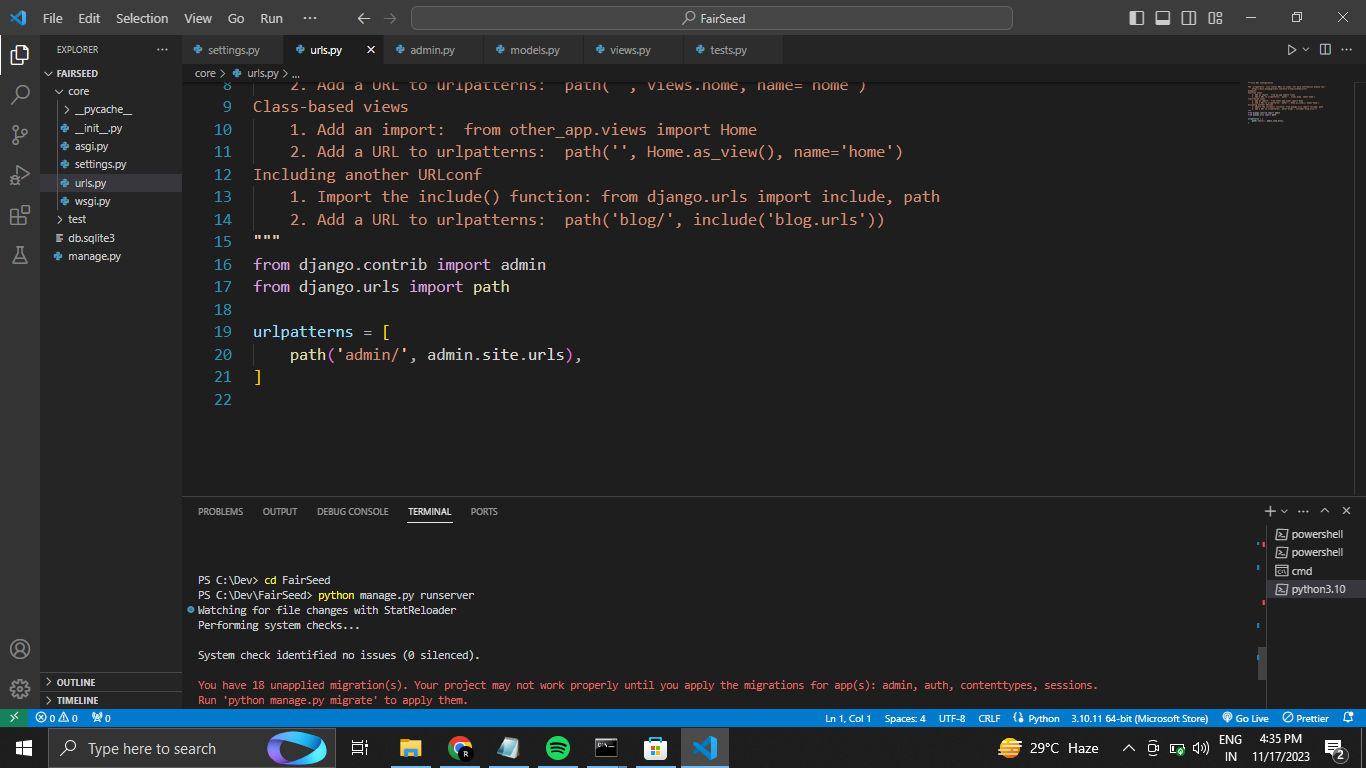 File Edit Selection View Go Run ··· FairSeed
EXPLORER ···
settings.py urls.py × admin.py models.py views.py tests.py
FAIRSEED
core > urls.py > ...
core
__pycache__
__init__.py
asgi.py
settings.py
urls.py
wsgi.py
test
db.sqlite3
manage.py
OUTLINE
TIMELINE
8 2. Add a URL to urlpatterns:  path('', views.home, name='home')
9 Class-based views
10 1. Add an import:  from other_app.views import Home
11 2. Add a URL to urlpatterns:  path('', Home.as_view(), name='home')
12 Including another URLconf
13 1. Import the include() function: from django.urls import include, path
14 2. Add a URL to urlpatterns:  path('blog/', include('blog.urls'))
15 """
16 from django.contrib import admin
17 from django.urls import path
18
19 urlpatterns = [
20 path('admin/', admin.site.urls),
21 ]
22
PROBLEMS OUTPUT DEBUG CONSOLE TERMINAL PORTS
PS C:\Dev> cd FairSeed
PS C:\Dev\FairSeed> python manage.py runserver
Watching for file changes with StatReloader
Performing system checks...
System check identified no issues (0 silenced).
You have 18 unapplied migration(s). Your project may not work properly until you apply the migrations for app(s): admin, auth, contenttypes, sessions.
Run 'python manage.py migrate' to apply them.
powershell
powershell
cmd
python3.10
0 0 0 Ln 1, Col 1 Spaces: 4 UTF-8 CRLF Python 3.10.11 64-bit (Microsoft Store) Go Live Prettier
Type here to search
29°C Haze
ENG
IN
4:35 PM
11/17/2023
2